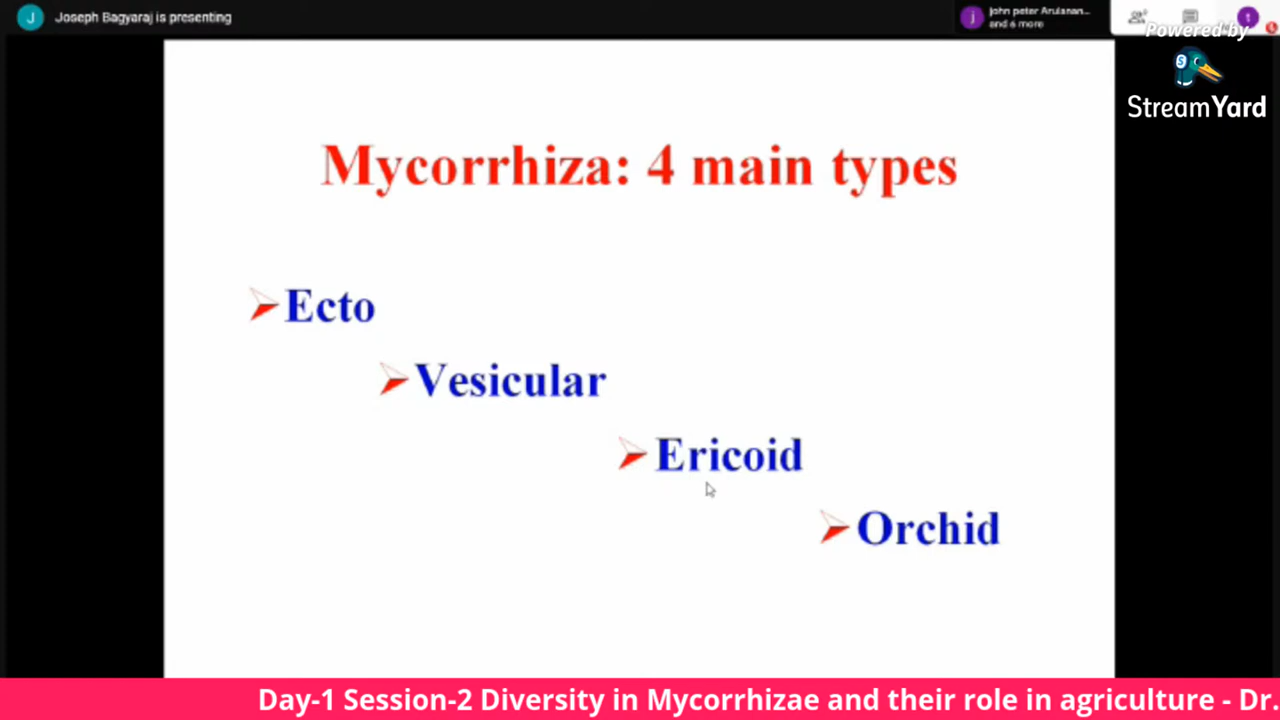 J Joseph Bagyaraj is presenting
j john peter Arulanan...
and 6 more
t
Powered by
S
StreamYard
Mycorrhiza: 4 main types
Ecto
Vesicular
Ericoid
Orchid
Day-1 Session-2 Diversity in Mycorrhizae and their role in agriculture - Dr.